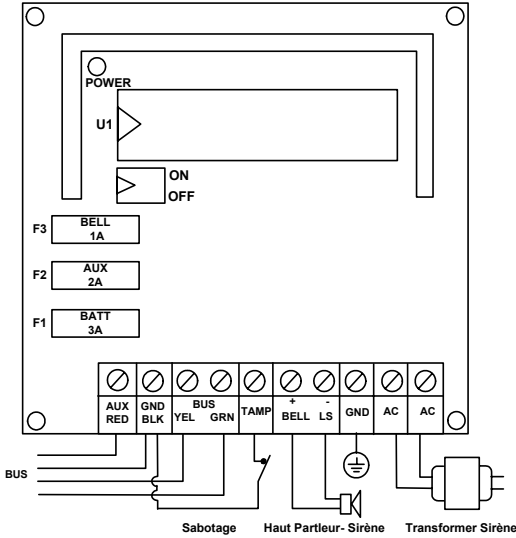 POWER
U1
ON
OFF
F3
BELL
1A
F2
AUX
2A
F1
BATT
3A
AUX
RED
GND
BLK
BUS
YEL GRN
TAMP
+
BELL
-
LS
GND
AC
AC
BUS
Sabotage
Haut Partleur- Sirène
Transformer Sirène